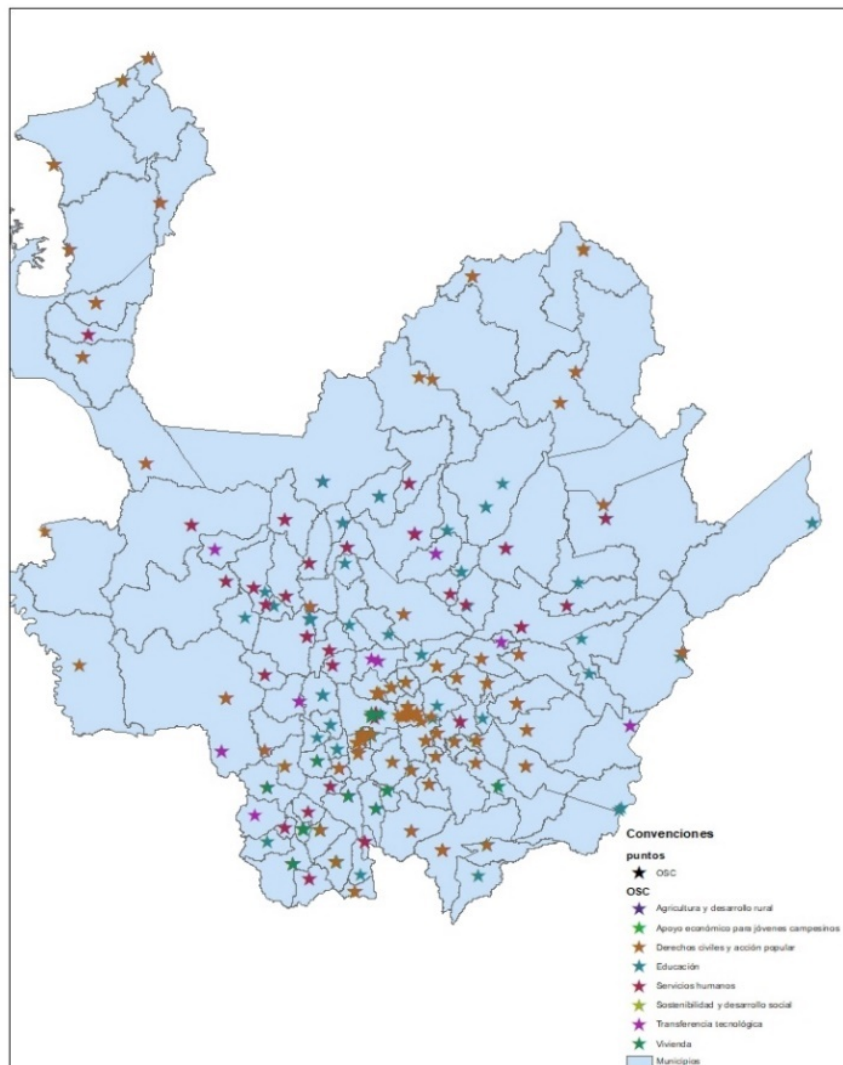 Convenciones
puntos
OSC
OSC
Agricultura y desarrollo rural
Apoyo económico para jóvenes campesinos
Derechos civiles y acción popular
Educación
Servicios humanos
Sostenibilidad y desarrollo social
Transferencia tecnológica
Vivienda
Municipios